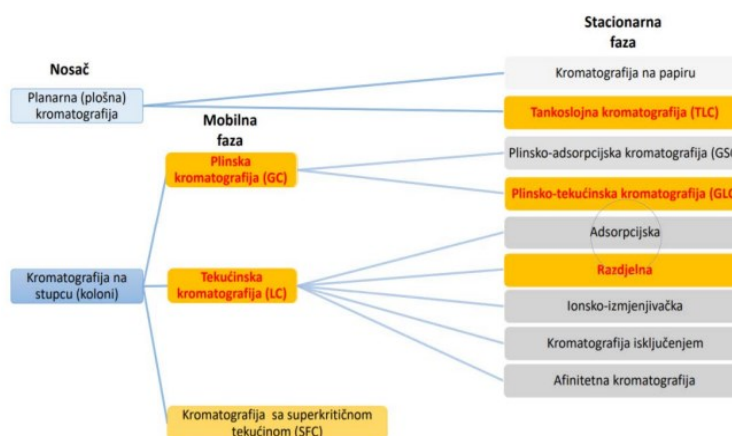 Stacionarna
faza
Nosač
Kromatografija na papiru
Planarna (plošna)
kromatografija
Tankoslojna kromatografija (TLC)
Mobilna
faza
Plinska
kromatografija (GC)
Plinsko-adsorpcijska kromatografija (GSC
Plinsko-tekućinska kromatografija (GLC
Adsorpcijska
Kromatografija na
stupcu (koloni)
Tekućinska
kromatografija (LC)
Razdjelna
Ionsko-izmjenjivačka
Kromatografija isključenjem
Afinitetna kromatografija
Kromatografija sa superkritičnom
tekućinom (SFC)